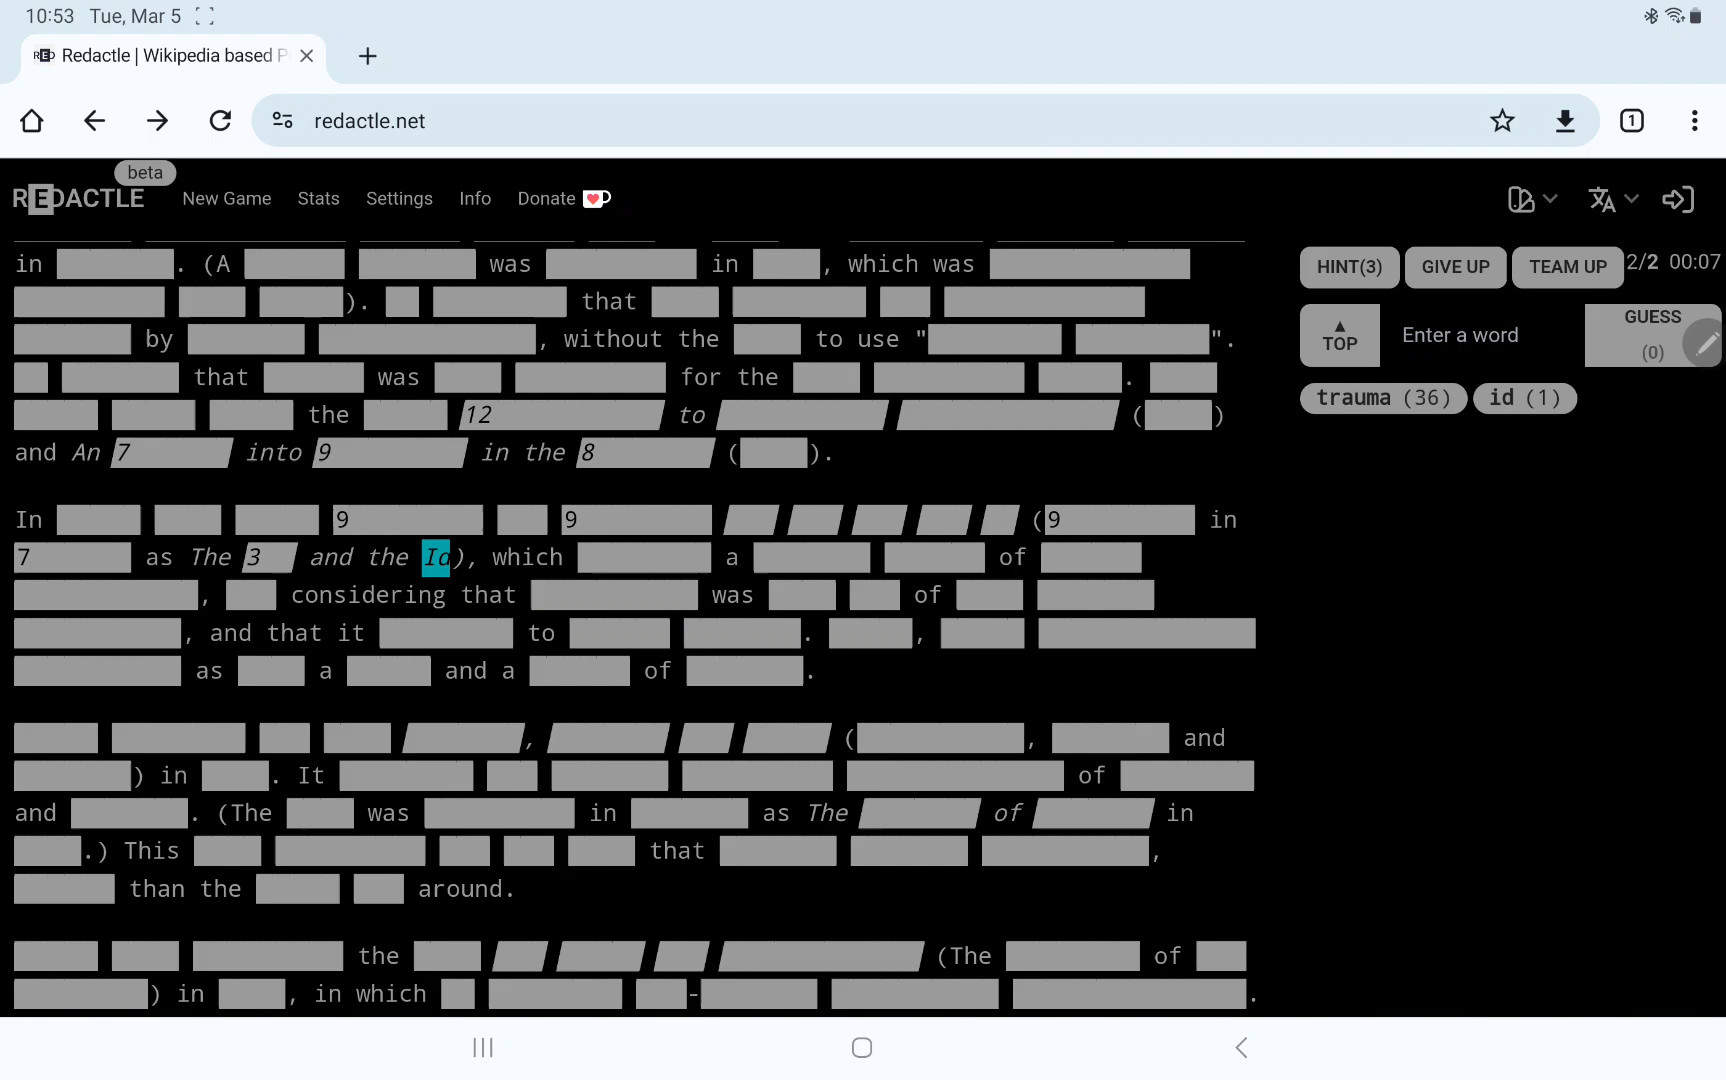 10:53 Tue, Mar 5
RED Redactle | Wikipedia based P
redactle.net 1
beta
REDACTLE New Game Stats Settings Info Donate
HINT(3) GIVE UP TEAM UP 2/2 00:07
▲ TOP Enter a word GUESS (0)
trauma (36) id (1)
in . (A was in , which was
). that
by , without the to use " ".
that was for the .
the 12 to ( )
and An 7 into 9 in the 8 ( ).
In 9 9 ( 9 in
7 as The 3 and the Id), which a of
, considering that was of
, and that it to . ,
as a and a of .
, ( , and
) in . It of
and . (The was in as The of in
.) This that ,
than the around.
the (The of
) in , in which - .